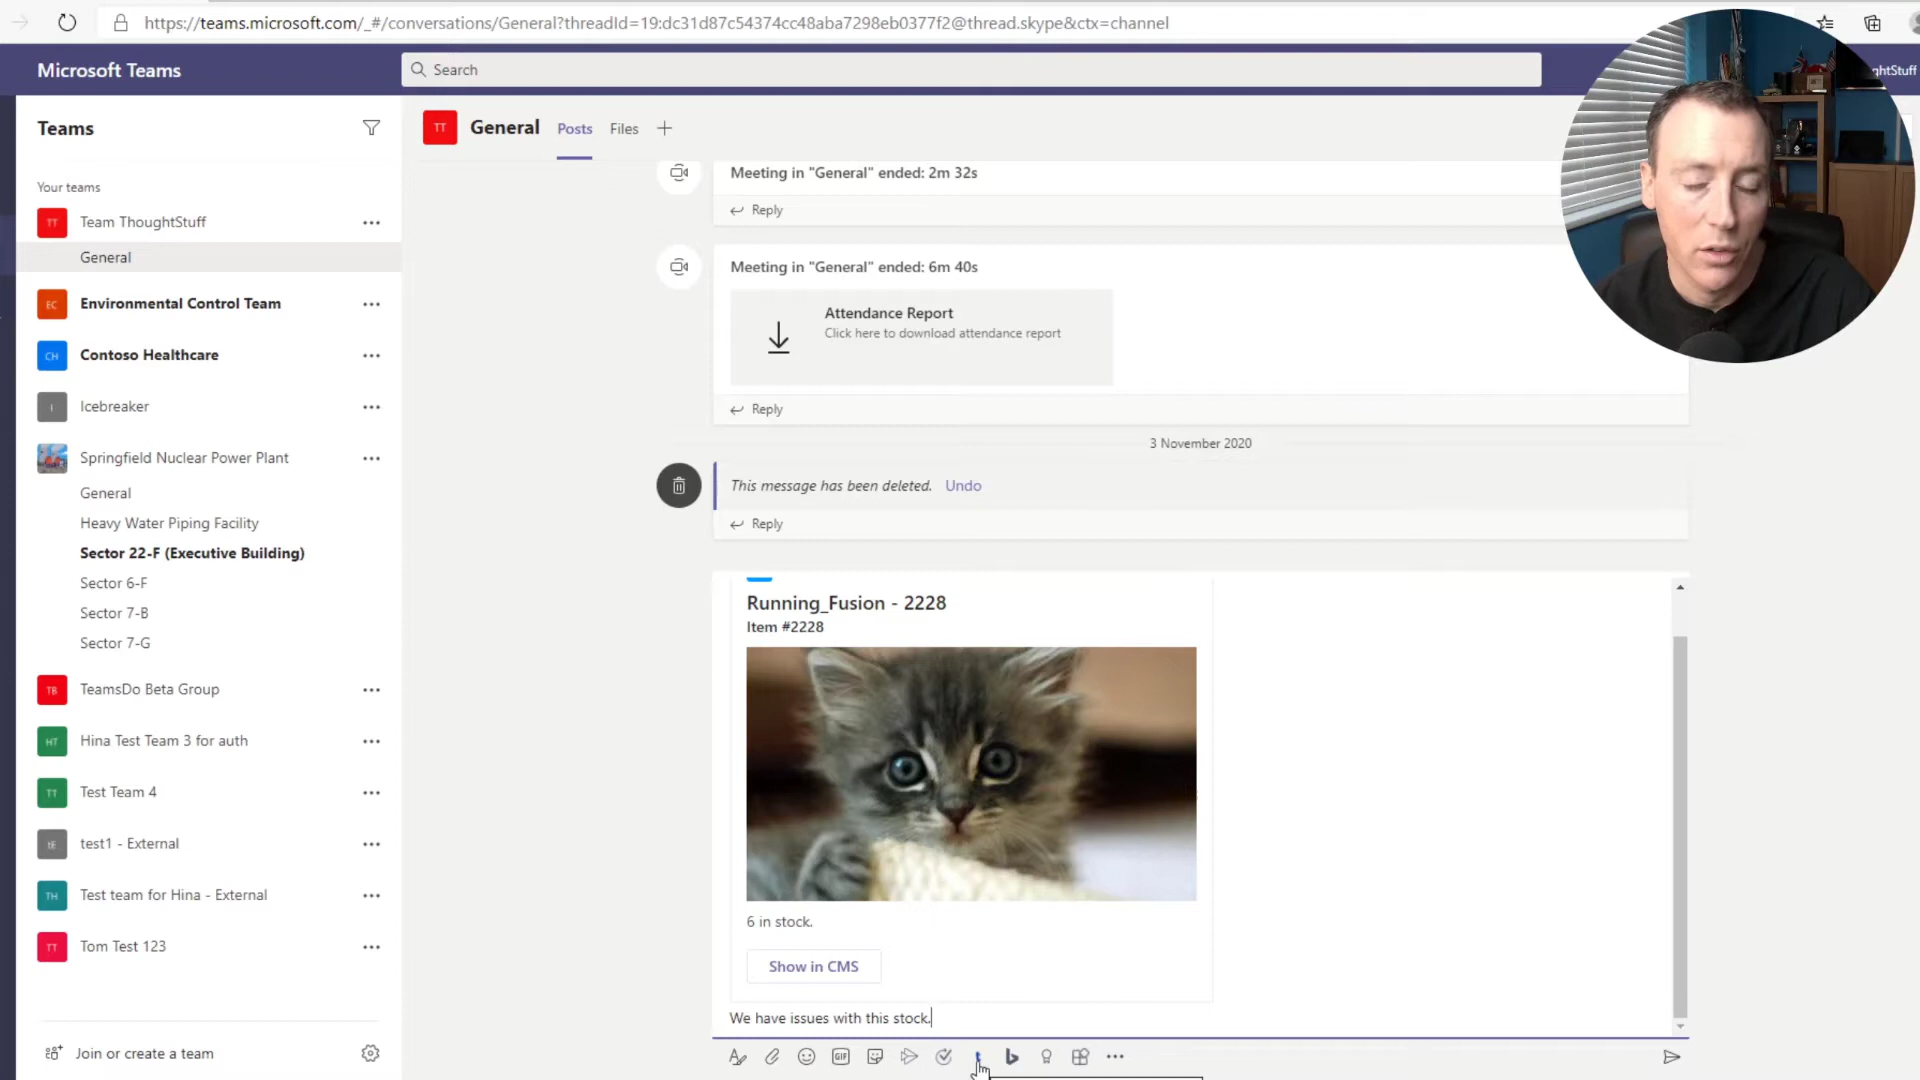 https://teams.microsoft.com/_#/conversations/General?threadId=19:dc31d87c54374cc48aba7298eb0377f2@thread.skype&ctx=channel
Microsoft Teams
Search
ghtStuff
Teams
Your teams
TT Team ThoughtStuff
General
EC Environmental Control Team
CH Contoso Healthcare
I Icebreaker
Springfield Nuclear Power Plant
General
Heavy Water Piping Facility
Sector 22-F (Executive Building)
Sector 6-F
Sector 7-B
Sector 7-G
TB TeamsDo Beta Group
HT Hina Test Team 3 for auth
TT Test Team 4
tE test1 - External
TH Test team for Hina - External
TT Tom Test 123
Join or create a team
TT General Posts Files
Meeting in "General" ended: 2m 32s
Reply
Meeting in "General" ended: 6m 40s
Attendance Report
Click here to download attendance report
Reply
3 November 2020
This message has been deleted. Undo
Reply
Running_Fusion - 2228
Item #2228
6 in stock.
Show in CMS
We have issues with this stock.
GIF